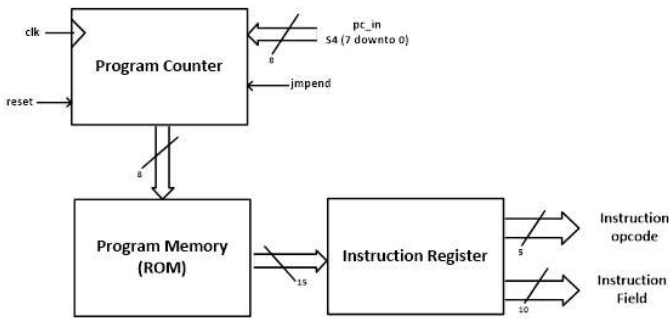 clk
pc_in
S4 (7 downto 0)
8
Program Counter
reset
jmpend
8
Program Memory
(ROM)
15
Instruction Register
5
Instruction
opcode
10
Instruction
Field